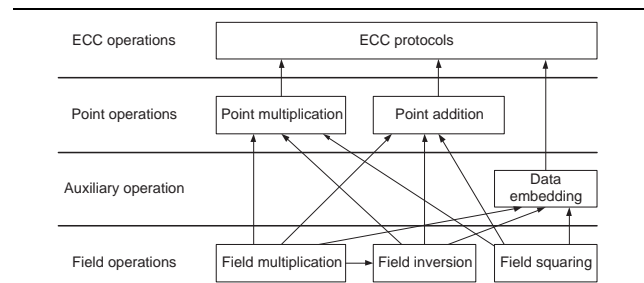 ECC operations
ECC protocols
Point operations
Point multiplication
Point addition
Auxiliary operation
Data
embedding
Field operations
Field multiplication
Field inversion
Field squaring